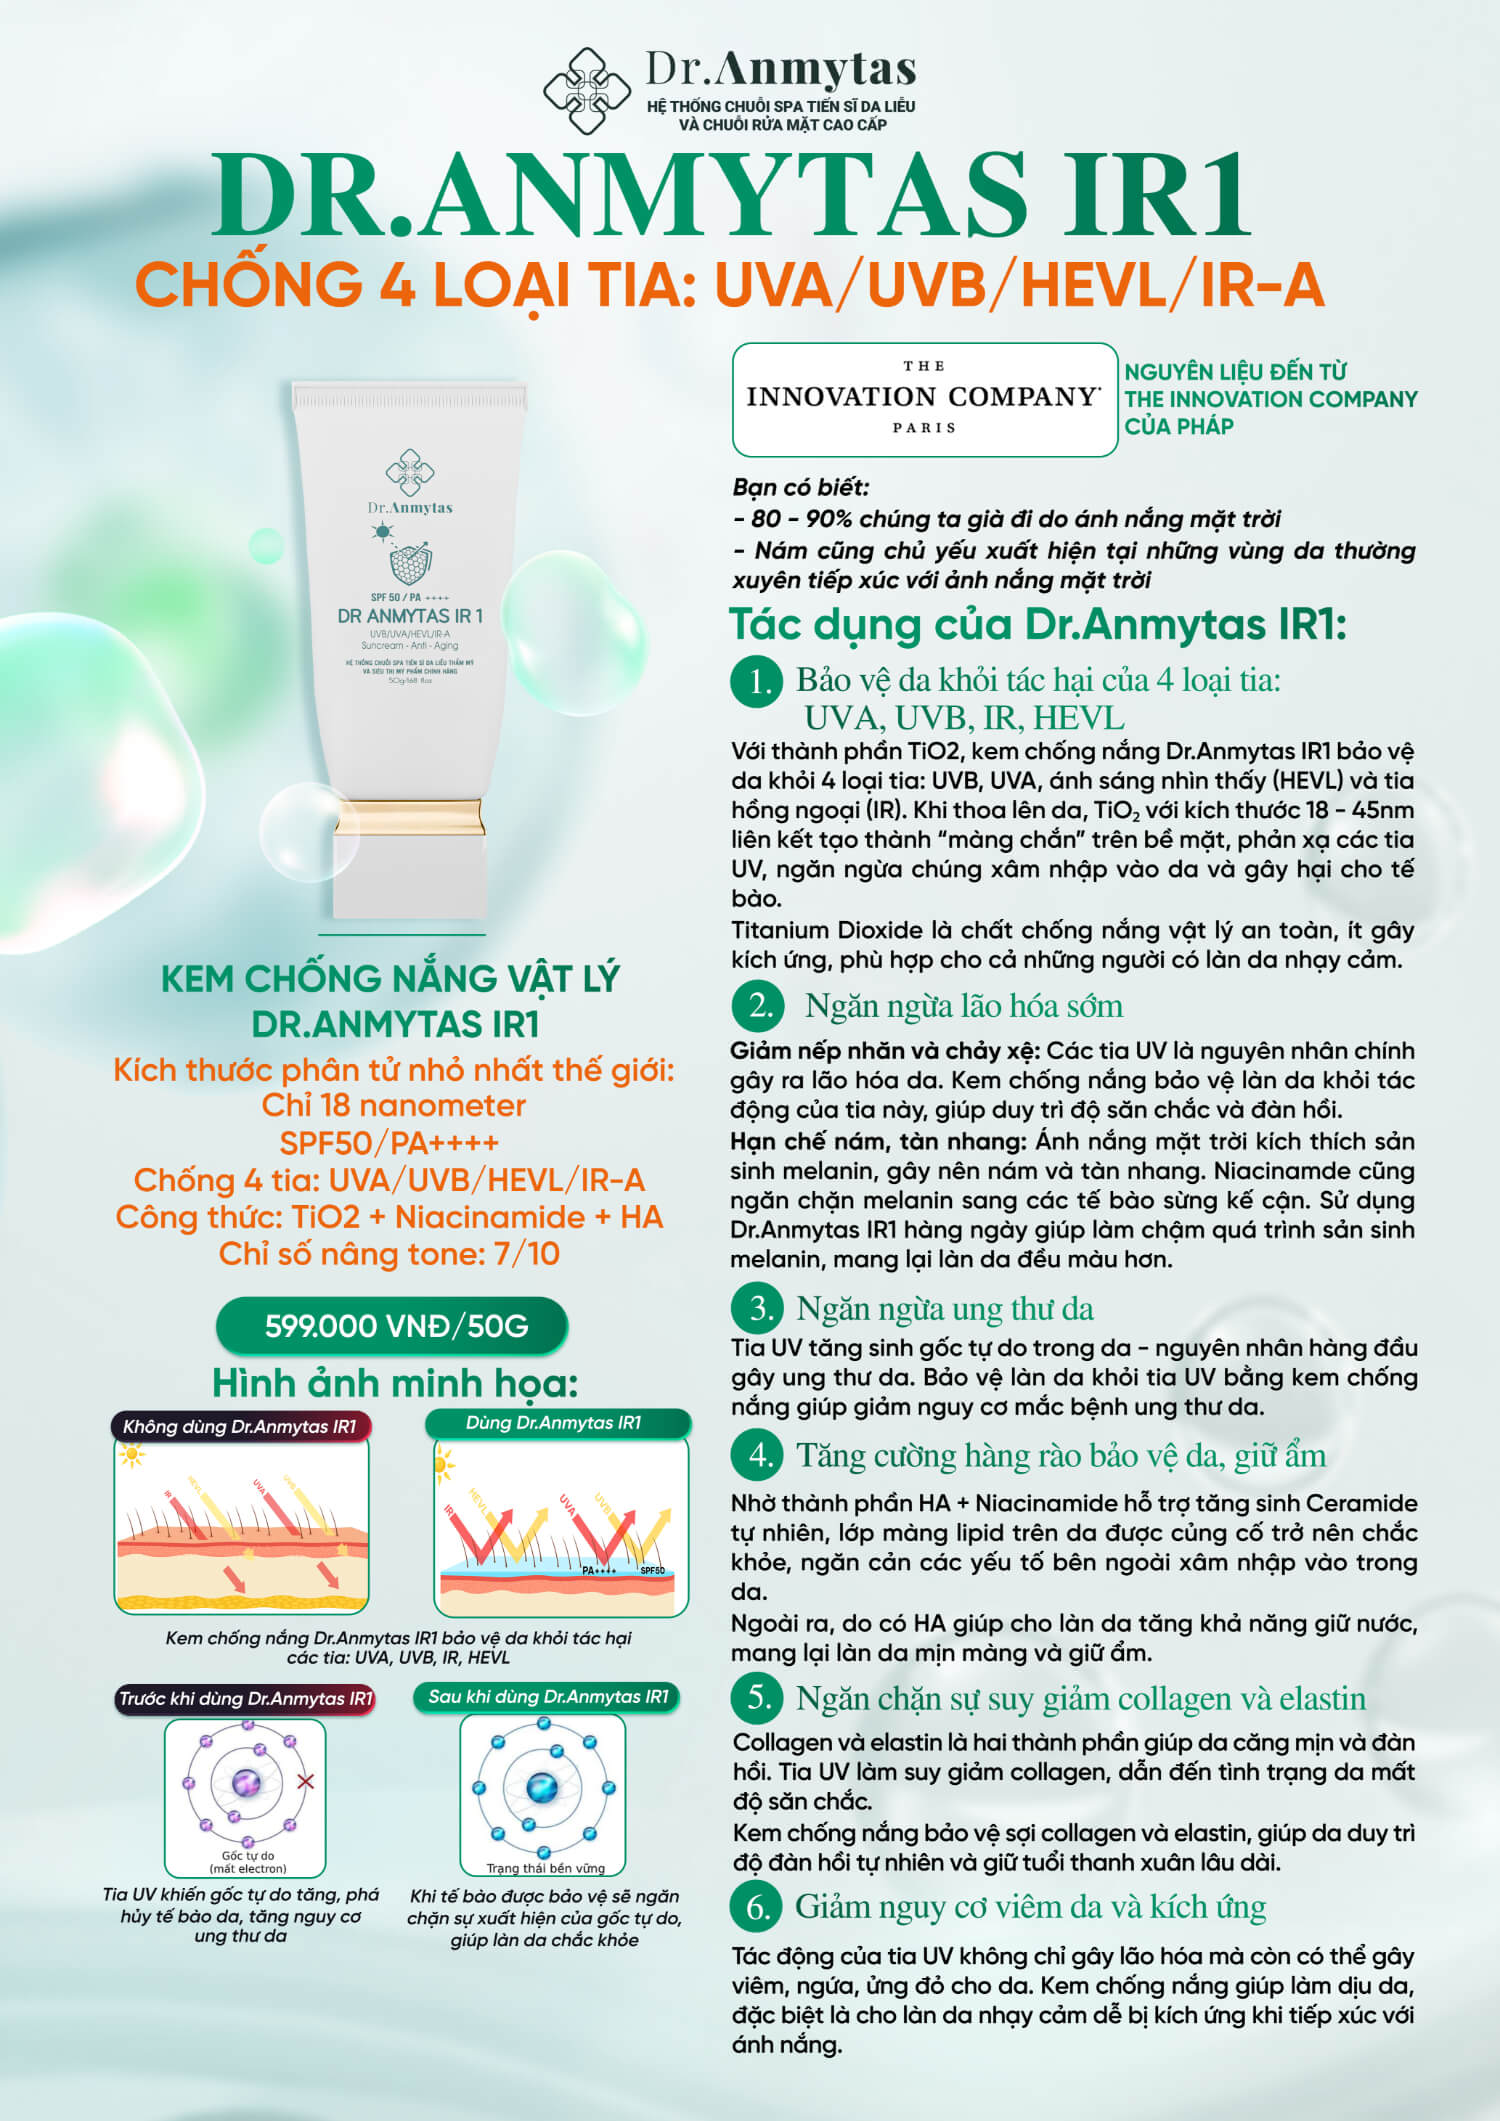 Dr.Anmytas
HỆ THỐNG CHUỖI SPA TIẾN SĨ DA LIỄU
VÀ CHUỖI RỬA MẶT CAO CẤP
DR.ANMYTAS IR1
CHỐNG 4 LOẠI TIA: UVA/UVB/HEVL/IR-A
Dr.Anmytas
SPF 50 / PA ++++
DR ANMYTAS IR 1
UVB/UVA/HEVL/IR-A
Suncream - Anti - Aging
HỆ THỐNG CHUỖI SPA TIẾN SĨ DA LIỄU THẨM MỸ
VÀ SIÊU THỊ MỸ PHẨM CHÍNH HÃNG
50g/1.68 fl.oz
KEM CHỐNG NẮNG VẬT LÝ
DR.ANMYTAS IR1
Kích thước phân tử nhỏ nhất thế giới:
Chỉ 18 nanometer
SPF50/PA++++
Chống 4 tia: UVA/UVB/HEVL/IR-A
Công thức: TiO2 + Niacinamide + HA
Chỉ số nâng tone: 7/10
599.000 VNĐ/50G
Hình ảnh minh họa:
Không dùng Dr.Anmytas IR1
IR
HEVL
UVA
UVB
Dùng Dr.Anmytas IR1
IR
HEVL
UVA
UVB
PA++++
SPF50
Kem chống nắng Dr.Anmytas IR1 bảo vệ da khỏi tác hại
các tia: UVA, UVB, IR, HEVL
Trước khi dùng Dr.Anmytas IR1
Gốc tự do
(mất electron)
Tia UV khiến gốc tự do tăng, phá
hủy tế bào da, tăng nguy cơ
ung thư da
Sau khi dùng Dr.Anmytas IR1
Trạng thái bền vững
Khi tế bào được bảo vệ sẽ ngăn
chặn sự xuất hiện của gốc tự do,
giúp làn da chắc khỏe
THE
INNOVATION COMPANY
PARIS
NGUYÊN LIỆU ĐẾN TỪ
THE INNOVATION COMPANY
CỦA PHÁP
Bạn có biết:
- 80 - 90% chúng ta già đi do ánh nắng mặt trời
- Nám cũng chủ yếu xuất hiện tại những vùng da thường
xuyên tiếp xúc với ảnh nắng mặt trời
Tác dụng của Dr.Anmytas IR1:
1. Bảo vệ da khỏi tác hại của 4 loại tia:
UVA, UVB, IR, HEVL
Với thành phần TiO2, kem chống nắng Dr.Anmytas IR1 bảo vệ
da khỏi 4 loại tia: UVB, UVA, ánh sáng nhìn thấy (HEVL) và tia
hồng ngoại (IR). Khi thoa lên da, TiO₂ với kích thước 18 - 45nm
liên kết tạo thành “màng chắn” trên bề mặt, phản xạ các tia
UV, ngăn ngừa chúng xâm nhập vào da và gây hại cho tế
bào.
Titanium Dioxide là chất chống nắng vật lý an toàn, ít gây
kích ứng, phù hợp cho cả những người có làn da nhạy cảm.
2. Ngăn ngừa lão hóa sớm
Giảm nếp nhăn và chảy xệ: Các tia UV là nguyên nhân chính
gây ra lão hóa da. Kem chống nắng bảo vệ làn da khỏi tác
động của tia này, giúp duy trì độ săn chắc và đàn hồi.
Hạn chế nám, tàn nhang: Ánh nắng mặt trời kích thích sản
sinh melanin, gây nên nám và tàn nhang. Niacinamde cũng
ngăn chặn melanin sang các tế bào sừng kế cận. Sử dụng
Dr.Anmytas IR1 hàng ngày giúp làm chậm quá trình sản sinh
melanin, mang lại làn da đều màu hơn.
3. Ngăn ngừa ung thư da
Tia UV tăng sinh gốc tự do trong da - nguyên nhân hàng đầu
gây ung thư da. Bảo vệ làn da khỏi tia UV bằng kem chống
nắng giúp giảm nguy cơ mắc bệnh ung thư da.
4. Tăng cường hàng rào bảo vệ da, giữ ẩm
Nhờ thành phần HA + Niacinamide hỗ trợ tăng sinh Ceramide
tự nhiên, lớp màng lipid trên da được củng cố trở nên chắc
khỏe, ngăn cản các yếu tố bên ngoài xâm nhập vào trong
da.
Ngoài ra, do có HA giúp cho làn da tăng khả năng giữ nước,
mang lại làn da mịn màng và giữ ẩm.
5. Ngăn chặn sự suy giảm collagen và elastin
Collagen và elastin là hai thành phần giúp da căng mịn và đàn
hồi. Tia UV làm suy giảm collagen, dẫn đến tình trạng da mất
độ săn chắc.
Kem chống nắng bảo vệ sợi collagen và elastin, giúp da duy trì
độ đàn hồi tự nhiên và giữ tuổi thanh xuân lâu dài.
6. Giảm nguy cơ viêm da và kích ứng
Tác động của tia UV không chỉ gây lão hóa mà còn có thể gây
viêm, ngứa, ửng đỏ cho da. Kem chống nắng giúp làm dịu da,
đặc biệt là cho làn da nhạy cảm dễ bị kích ứng khi tiếp xúc với
ánh nắng.